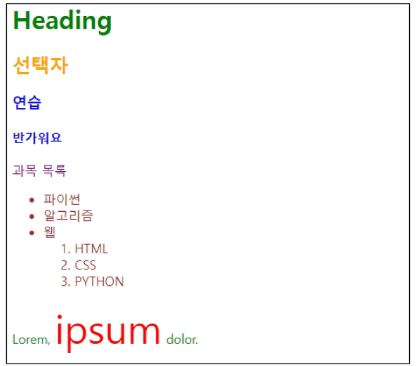 Heading
선택자
연습
반가워요
과목 목록
• 파이썬
• 알고리즘
• 웹
1. HTML
2. CSS
3. PYTHON
Lorem, ipsum dolor.